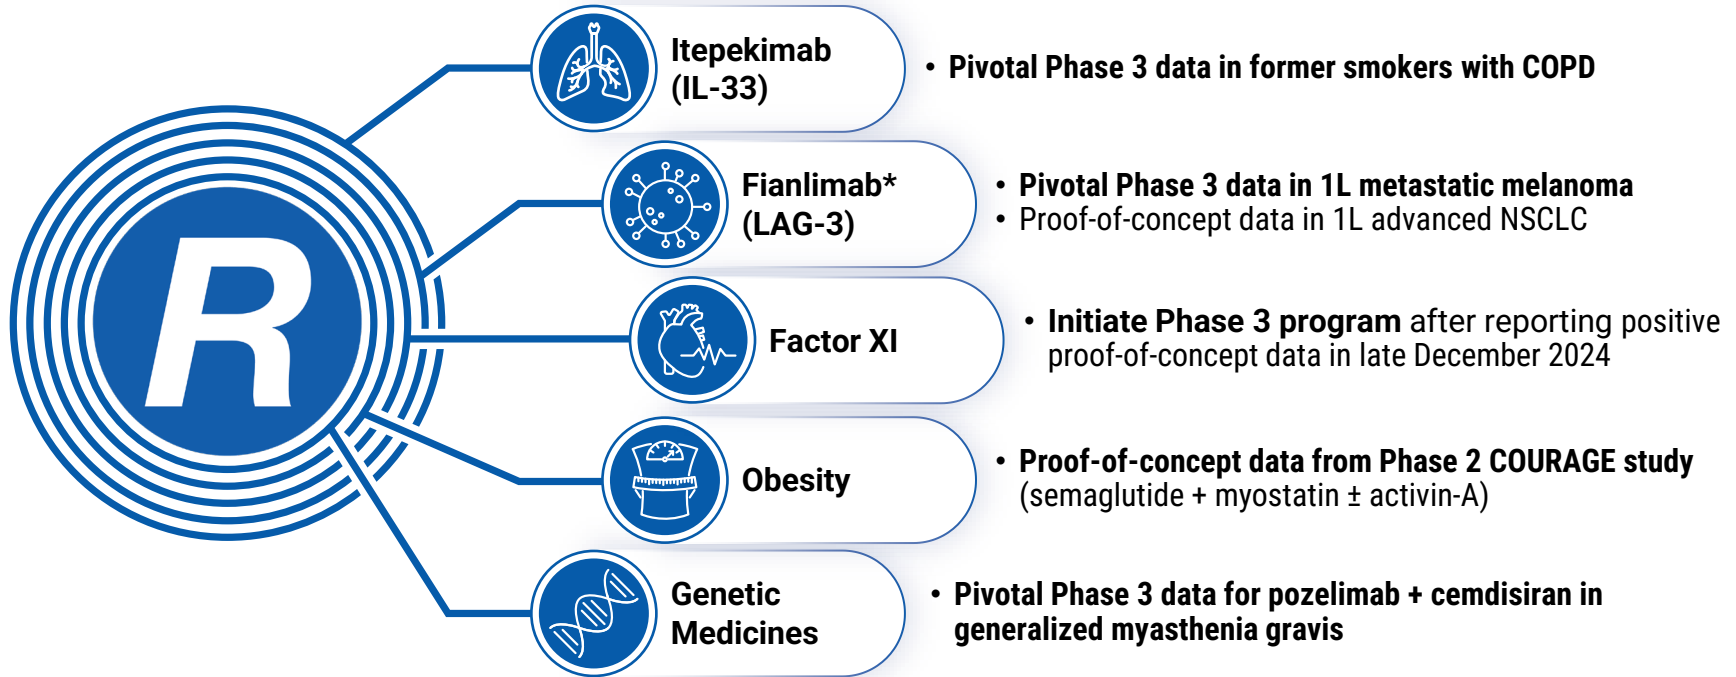 R
Itepekimab
(IL-33)
• Pivotal Phase 3 data in former smokers with COPD
Fianlimab*
(LAG-3)
• Pivotal Phase 3 data in 1L metastatic melanoma
• Proof-of-concept data in 1L advanced NSCLC
Factor XI
• Initiate Phase 3 program after reporting positive
proof-of-concept data in late December 2024
Obesity
• Proof-of-concept data from Phase 2 COURAGE study
(semaglutide + myostatin ± activin-A)
Genetic
Medicines
• Pivotal Phase 3 data for pozelimab + cemdisiran in
generalized myasthenia gravis